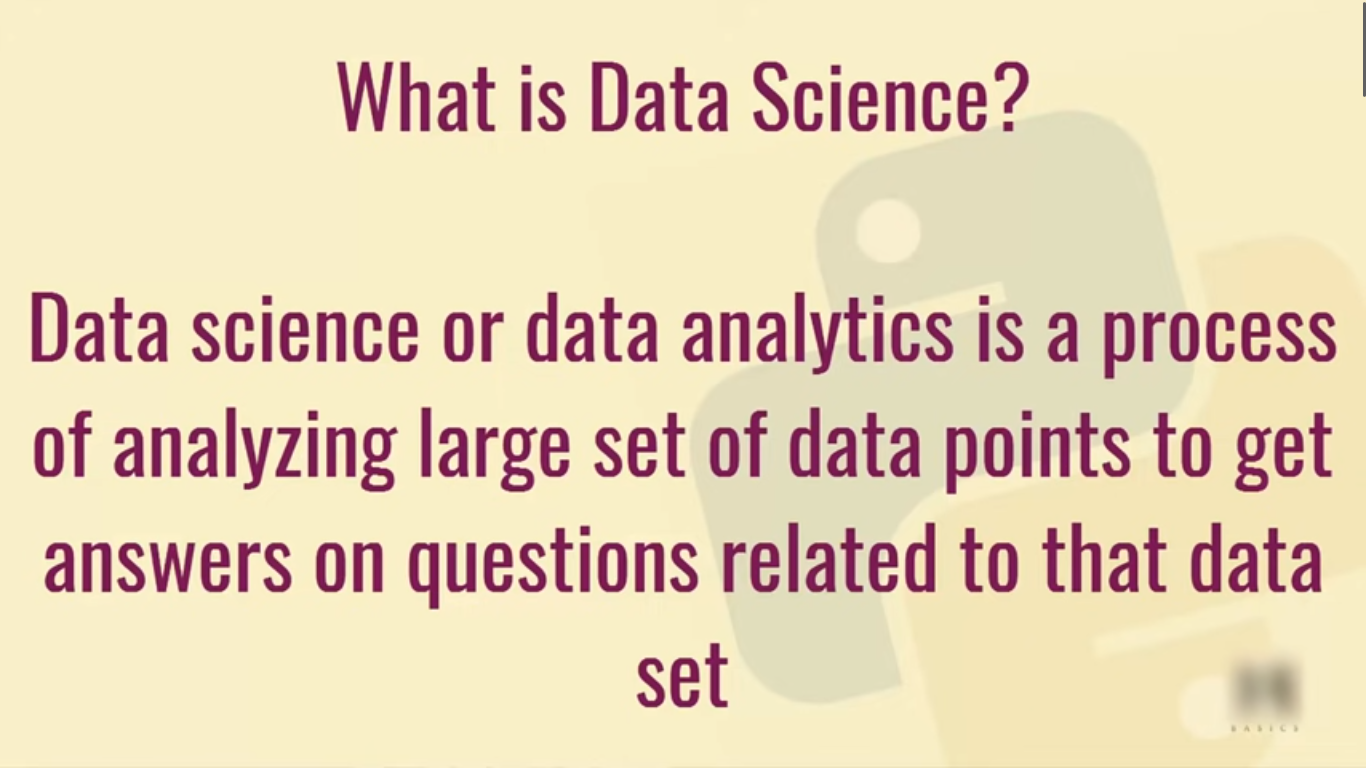 What is Data Science?
Data science or data analytics is a process
of analyzing large set of data points to get
answers on questions related to that data
set
BASICS